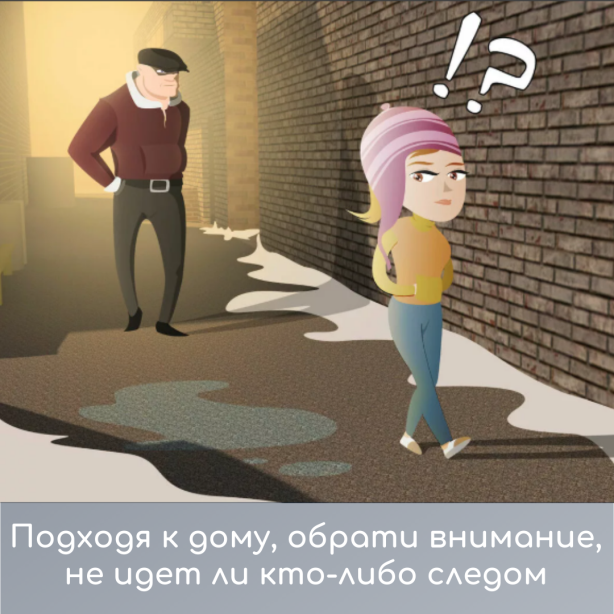 !?
Подходя к дому, обрати внимание,
не идет ли кто-либо следом